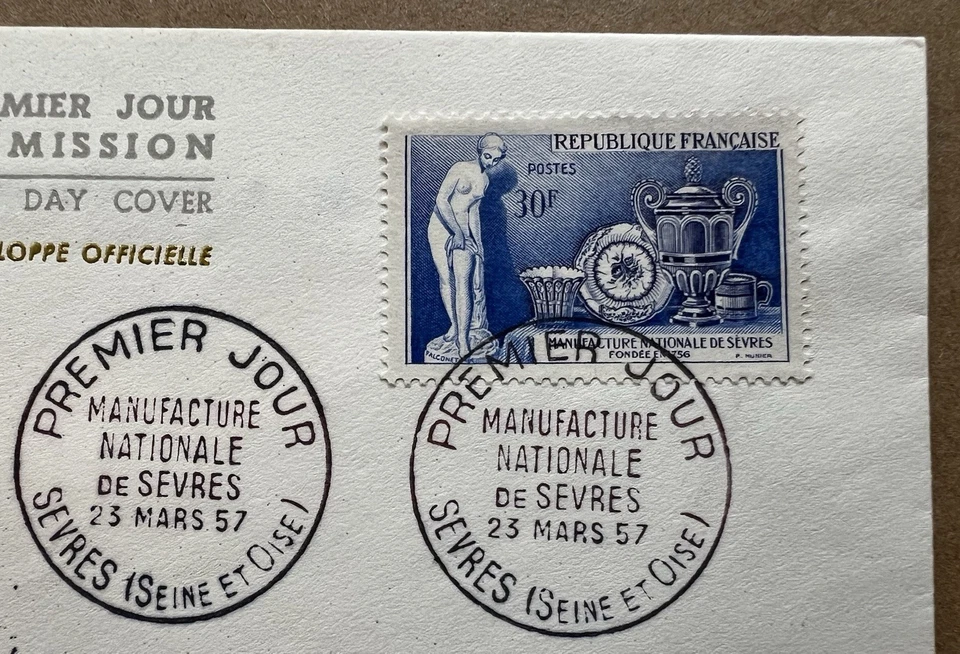 MIER JOUR
MISSION
DAY COVER
LOPPE OFFICIELLE
REPUBLIQUE FRANÇAISE
POSTES
30F
MANUFACTURE NATIONALE DE SÈVRES
FONDÉE EN 1756
FALCONET
P. MUNIER
PREMIER JOUR
MANUFACTURE
NATIONALE
DE SEVRES
23 MARS 57
SEVRES (SEINE ET OISE)
PREMIER JOUR
MANUFACTURE
NATIONALE
DE SEVRES
23 MARS 57
SEVRES (SEINE ET OISE)